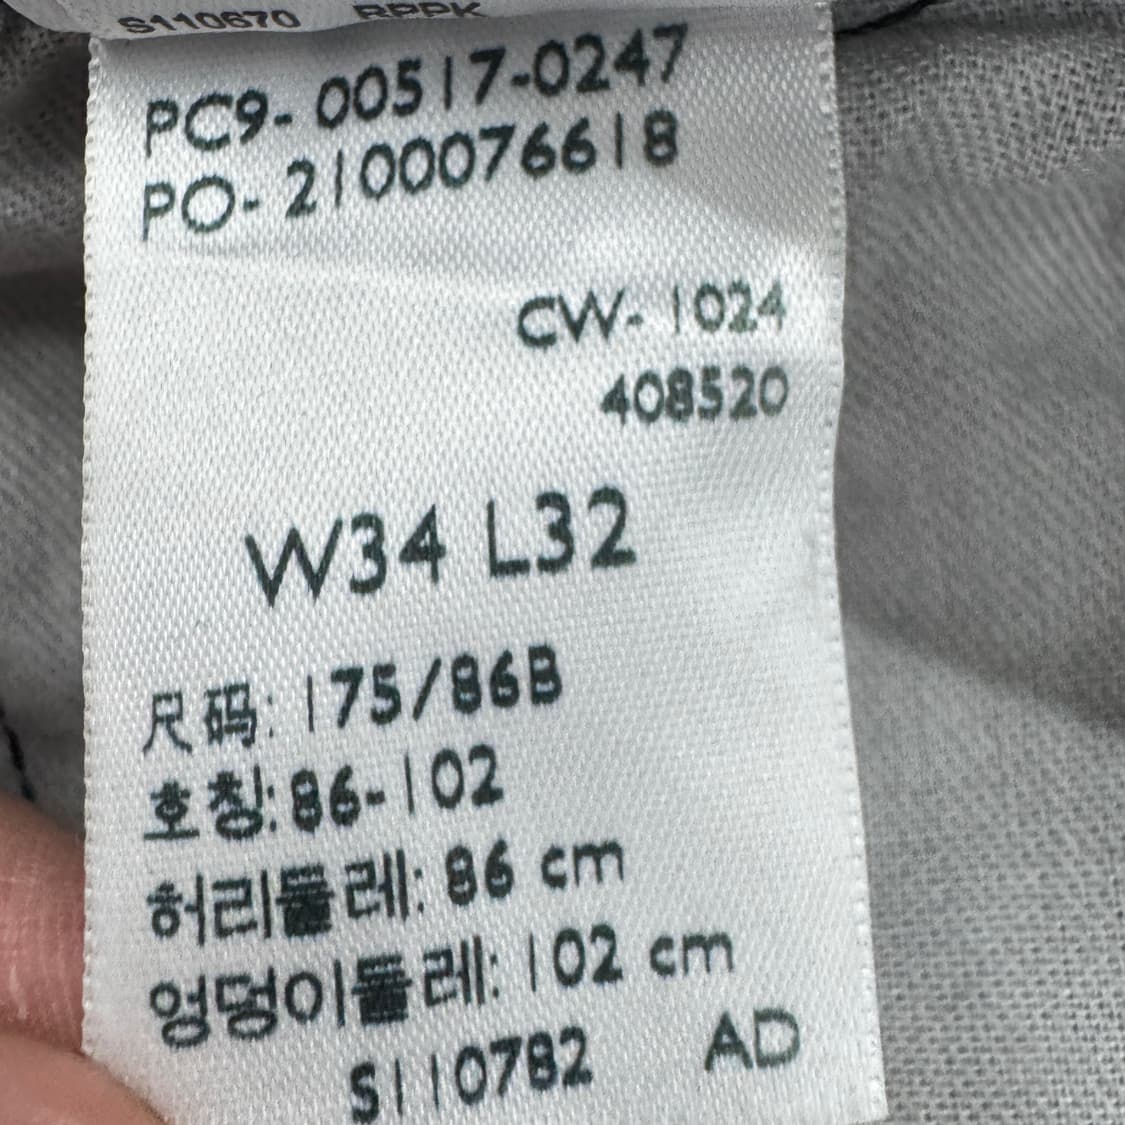 S110670 RPPK
PC9- 00517-0247
PO- 2100076618
CW- 1024
408520
W34 L32
尺码: 175/86B
호칭: 86-102
허리둘레: 86 cm
엉덩이둘레: 102 cm
S110782 AD